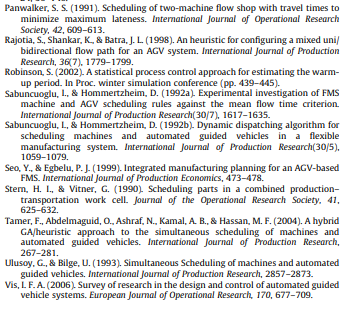 Panwalker, S. S. (1991). Scheduling of two-machine flow shop with travel times to
minimize maximum lateness. International Journal of Operational Research
Society, 42, 609–613.
Rajotia, S., Shankar, K., & Batra, J. L. (1998). An heuristic for configuring a mixed uni/
bidirectional flow path for an AGV system. International Journal of Production
Research, 36(7), 1779–1799.
Robinson, S. (2002). A statistical process control approach for estimating the warm-
up period. In Proc. winter simulation conference (pp. 439–445).
Sabuncuoglu, I., & Hommertzheim, D. (1992a). Experimental investigation of FMS
machine and AGV scheduling rules against the mean flow time criterion.
International Journal of Production Research(30/7), 1617–1635.
Sabuncuoglu, I., & Hommertzheim, D. (1992b). Dynamic dispatching algorithm for
scheduling machines and automated guided vehicles in a flexible
manufacturing system. International Journal of Production Research(30/5),
1059–1079.
Seo, Y., & Egbelu, P. J. (1999). Integrated manufacturing planning for an AGV-based
FMS. International Journal of Production Economics, 473–478.
Stern, H. I., & Vitner, G. (1990). Scheduling parts in a combined production–
transportation work cell. Journal of the Operational Research Society, 41,
625–632.
Tamer, F., Abdelmaguid, O., Ashraf, N., Kamal, A. B., & Hassan, M. F. (2004). A hybrid
GA/heuristic approach to the simultaneous scheduling of machines and
automated guided vehicles. International Journal of Production Research,
267–281.
Ulusoy, G., & Bilge, U. (1993). Simultaneous Scheduling of machines and automated
guided vehicles. International Journal of Production Research, 2857–2873.
Vis, I. F. A. (2006). Survey of research in the design and control of automated guided
vehicle systems. European Journal of Operational Research, 170, 677–709.